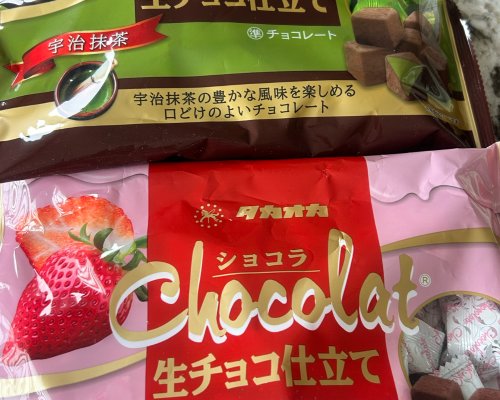 生チョコ仕立て
宇治抹茶
準 チョコレート
宇治抹茶の豊かな風味を楽しめる
口どけのよいチョコレート
タカオカ
ショコラ
Chocolat®
生チョコ仕立て